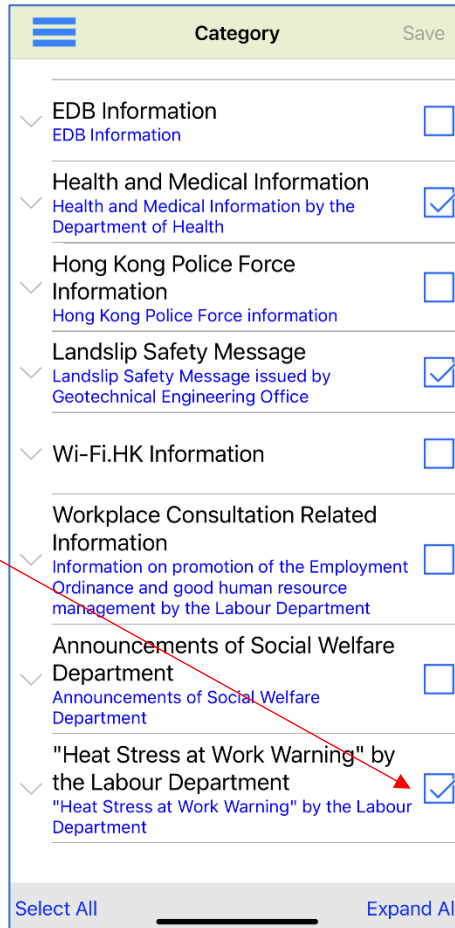 Category
Save
EDB Information
EDB Information
Health and Medical Information
Health and Medical Information by the
Department of Health
Hong Kong Police Force
Information
Hong Kong Police Force information
Landslip Safety Message
Landslip Safety Message issued by
Geotechnical Engineering Office
Wi-Fi.HK Information
Workplace Consultation Related
Information
Information on promotion of the Employment
Ordinance and good human resource
management by the Labour Department
Announcements of Social Welfare
Department
Announcements of Social Welfare
Department
"Heat Stress at Work Warning" by
the Labour Department
"Heat Stress at Work Warning" by the Labour
Department
Select All
Expand Al